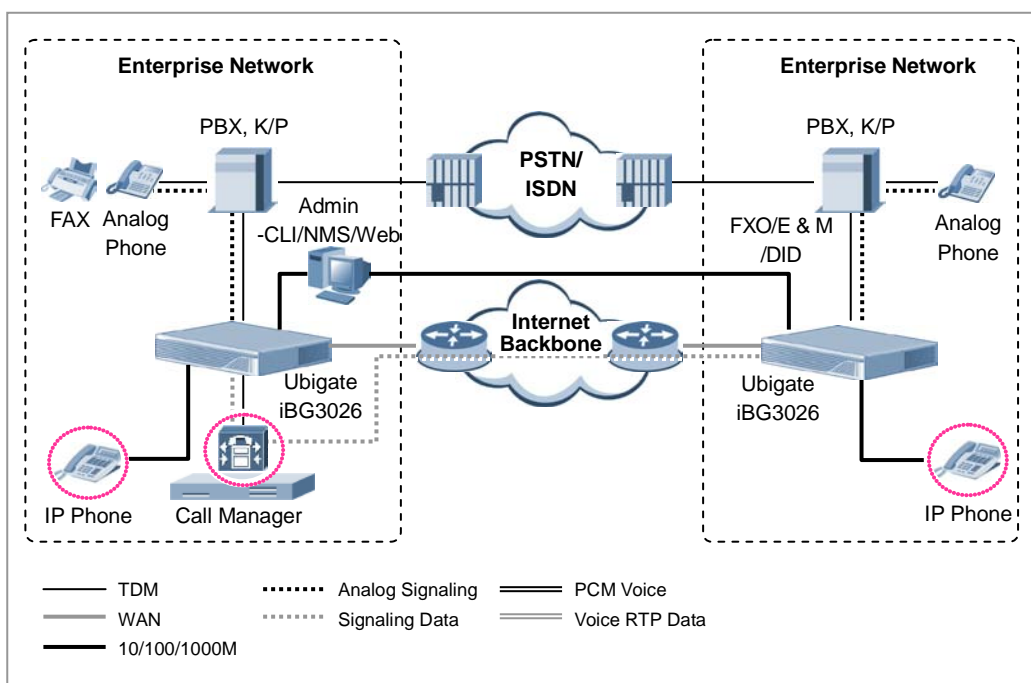 Enterprise Network
Enterprise Network
PBX, K/P
PSTN/
ISDN
PBX, K/P
FAX
Analog
Phone
Admin
-CLI/NMS/Web
FXO/E & M
/DID
Analog
Phone
Internet
Backbone
Ubigate
iBG3026
Ubigate
iBG3026
IP Phone
Call Manager
IP Phone
TDM
Analog Signaling
PCM Voice
WAN
Signaling Data
Voice RTP Data
10/100/1000M